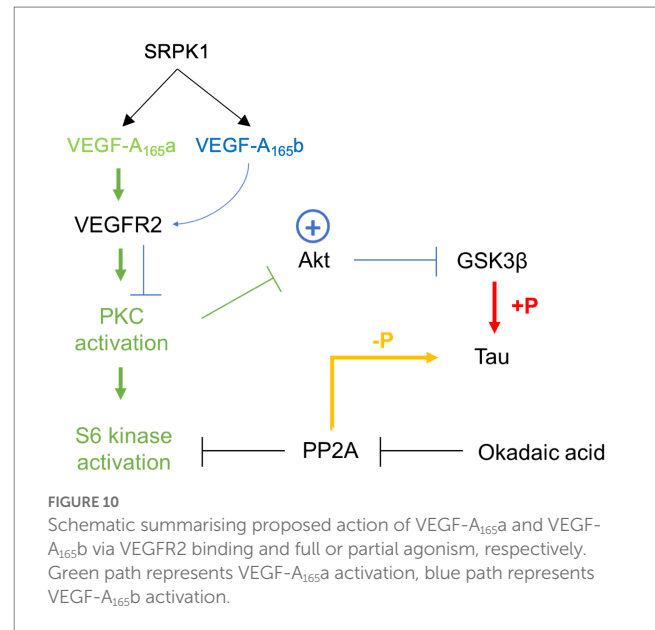 SRPK1
VEGF-A₁₆₅a VEGF-A₁₆₅b
VEGFR2
+
Akt
GSK3β
PKC
activation
+P
-P
Tau
S6 kinase
activation
PP2A
Okadaic acid
FIGURE 10
Schematic summarising proposed action of VEGF-A₁₆₅a and VEGF-
A₁₆₅b via VEGFR2 binding and full or partial agonism, respectively.
Green path represents VEGF-A₁₆₅a activation, blue path represents
VEGF-A₁₆₅b activation.